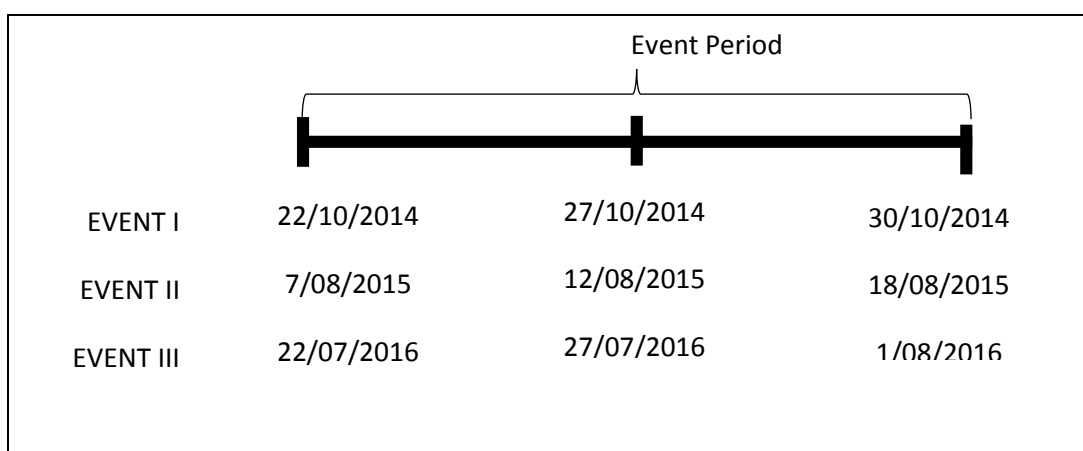 Event Period
EVENT I 22/10/2014 27/10/2014 30/10/2014
EVENT II 7/08/2015 12/08/2015 18/08/2015
EVENT III 22/07/2016 27/07/2016 1/08/2016